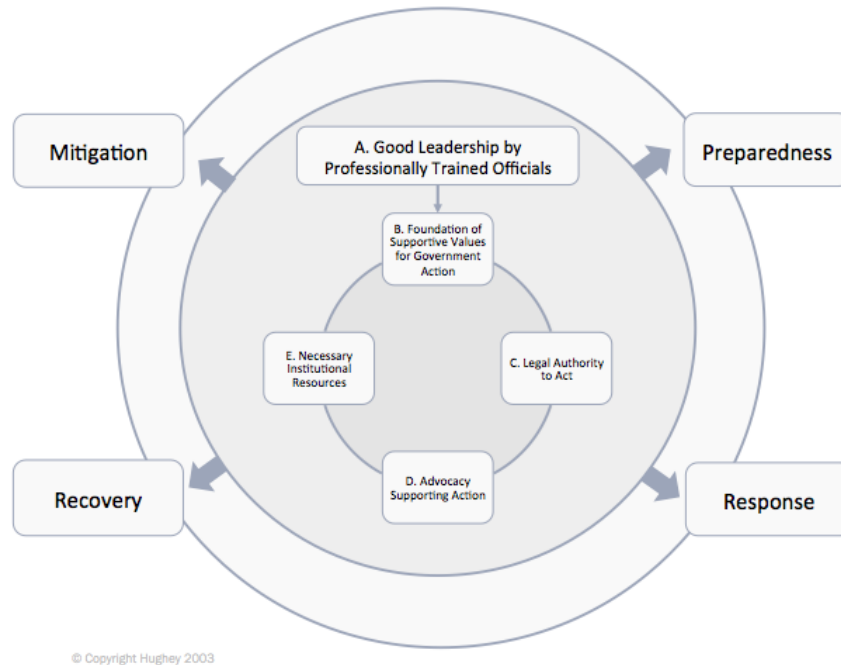 Mitigation
A. Good Leadership by
Professionally Trained Officials
Preparedness
B. Foundation of
Supportive Values
for Government
Action
E. Necessary
Institutional
Resources
C. Legal Authority
to Act
D. Advocacy
Supporting Action
Recovery
Response
© Copyright Hughey 2003